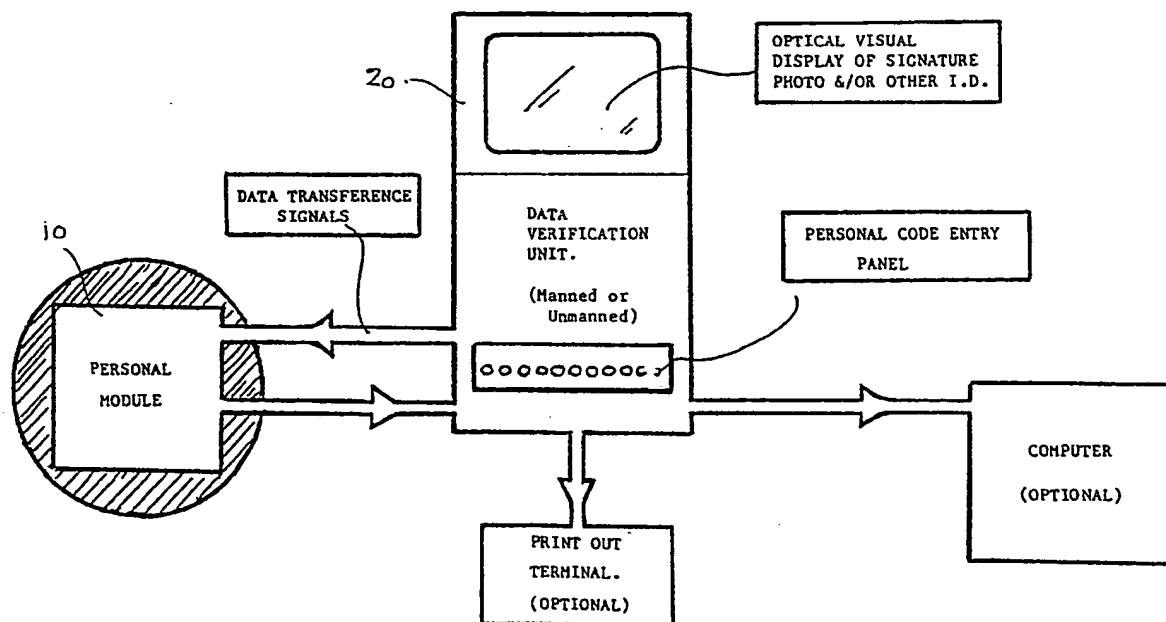 OPTICAL VISUAL
DISPLAY OF SIGNATURE
PHOTO &/OR OTHER I.D.
20
DATA TRANSFERENCE
SIGNALS
DATA
VERIFICATION
UNIT.
(Manned or
Unmanned)
PERSONAL CODE ENTRY
PANEL
10
PERSONAL
MODULE
COMPUTER
(OPTIONAL)
PRINT OUT
TERMINAL.
(OPTIONAL)